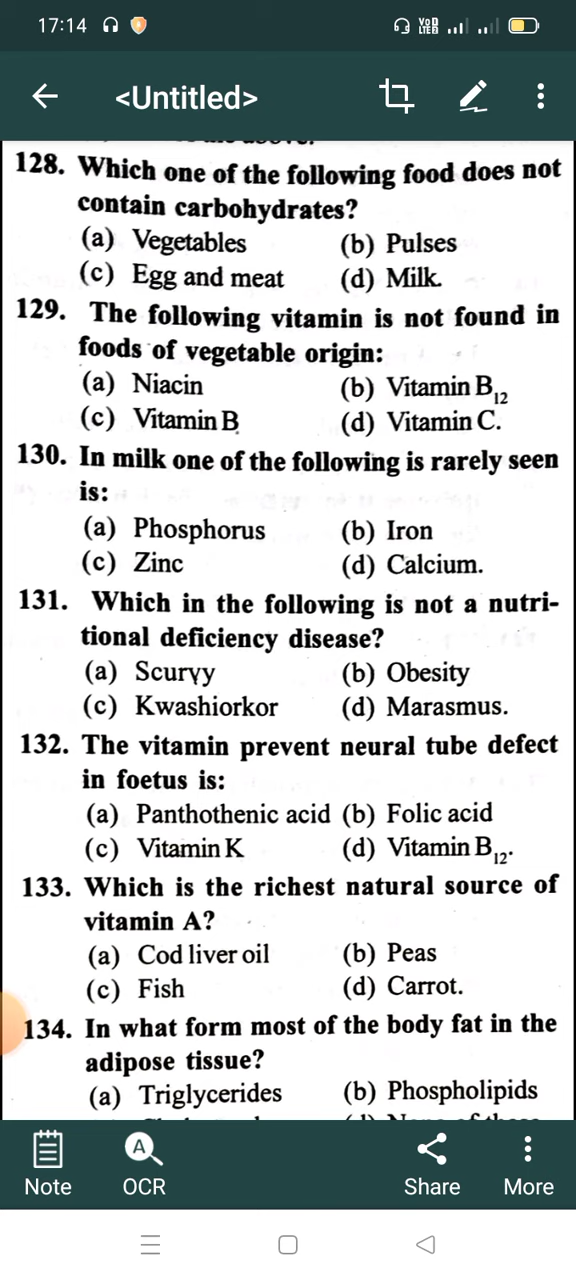 17:14
VoD LTED
<Untitled>
128. Which one of the following food does not
contain carbohydrates?
(a) Vegetables (b) Pulses
(c) Egg and meat (d) Milk.
129. The following vitamin is not found in
foods of vegetable origin:
(a) Niacin (b) Vitamin B12
(c) Vitamin B (d) Vitamin C.
130. In milk one of the following is rarely seen
is:
(a) Phosphorus (b) Iron
(c) Zinc (d) Calcium.
131. Which in the following is not a nutri-
tional deficiency disease?
(a) Scurvy (b) Obesity
(c) Kwashiorkor (d) Marasmus.
132. The vitamin prevent neural tube defect
in foetus is:
(a) Panthothenic acid (b) Folic acid
(c) Vitamin K (d) Vitamin B12.
133. Which is the richest natural source of
vitamin A?
(a) Cod liver oil (b) Peas
(c) Fish (d) Carrot.
134. In what form most of the body fat in the
adipose tissue?
(a) Triglycerides (b) Phospholipids
Note OCR Share More